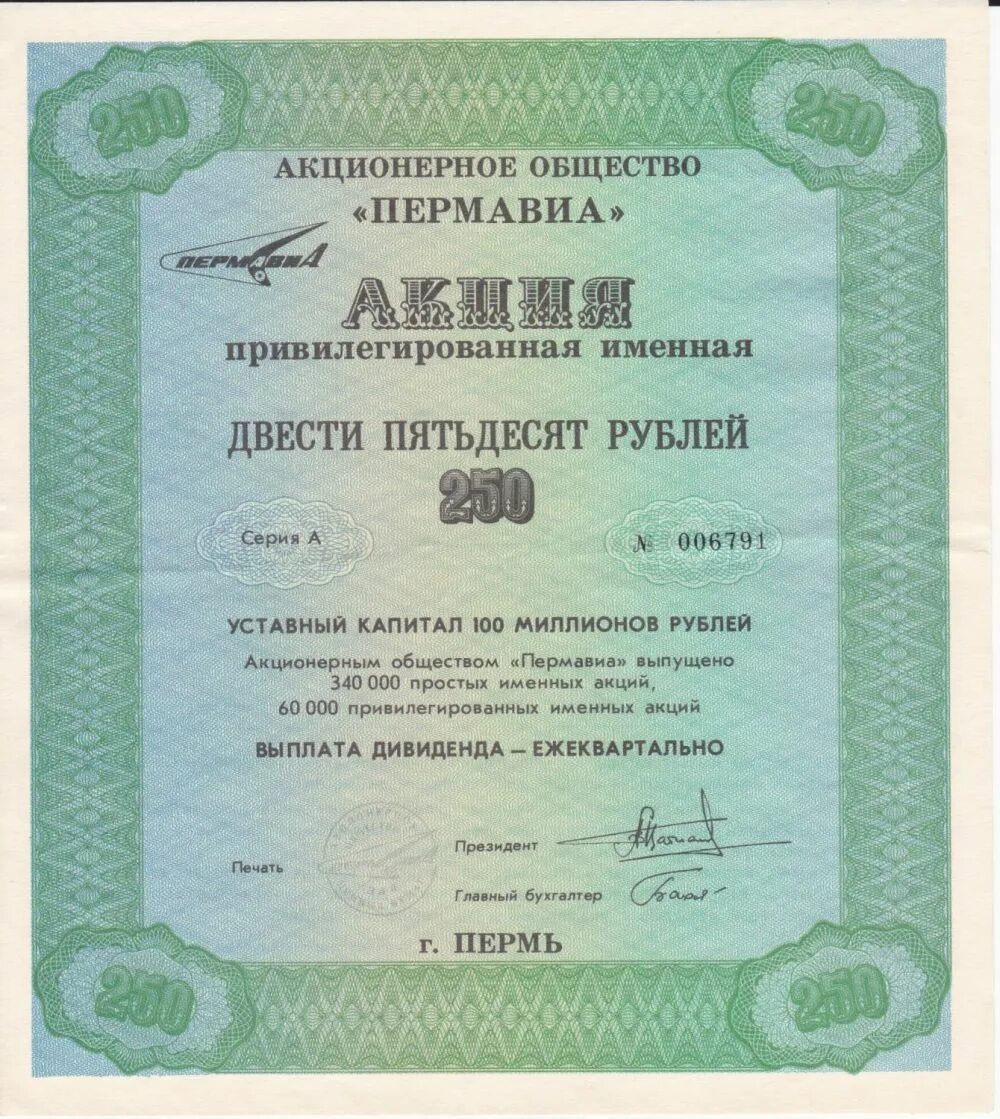 250 250
АКЦИОНЕРНОЕ ОБЩЕСТВО
«ПЕРМАВИА»
ПЕРМАВИА
АКЦИЯ
привилегированная именная
ДВЕСТИ ПЯТЬДЕСЯТ РУБЛЕЙ
250
Серия А № 006791
УСТАВНЫЙ КАПИТАЛ 100 МИЛЛИОНОВ РУБЛЕЙ
Акционерным обществом «Пермавиа» выпущено
340 000 простых именных акций,
60 000 привилегированных именных акций
ВЫПЛАТА ДИВИДЕНДА — ЕЖЕКВАРТАЛЬНО
Президент
Печать
Главный бухгалтер
г. ПЕРМЬ
250 250